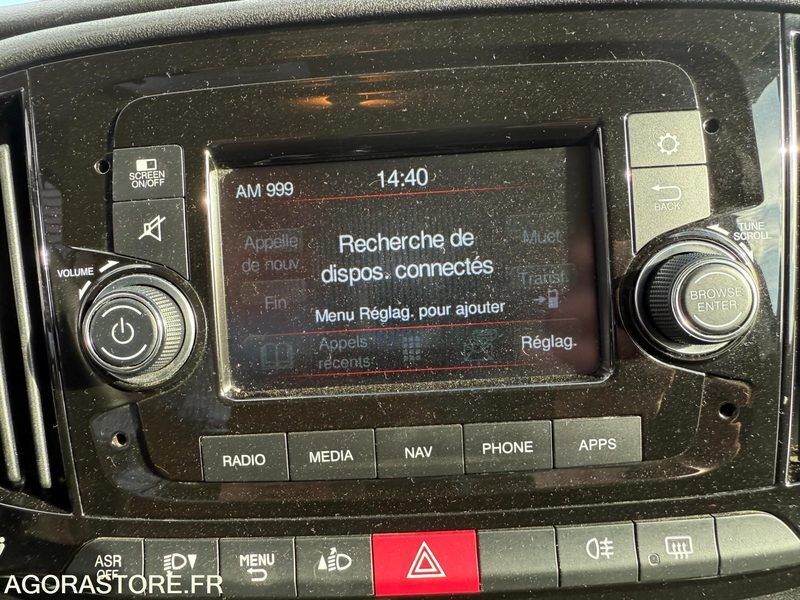 SCREEN
ON/OFF
VOLUME
AM 999
14:40
Appelle
de nouv
Recherche de
dispos. connectés
Muet
Fin
Menu Réglag. pour ajouter
Transf.
Appels
récents
Réglag.
BACK
TUNE
SCROLL
BROWSE
ENTER
RADIO
MEDIA
NAV
PHONE
APPS
ASR
OFF
MENU
AGORASTORE.FR